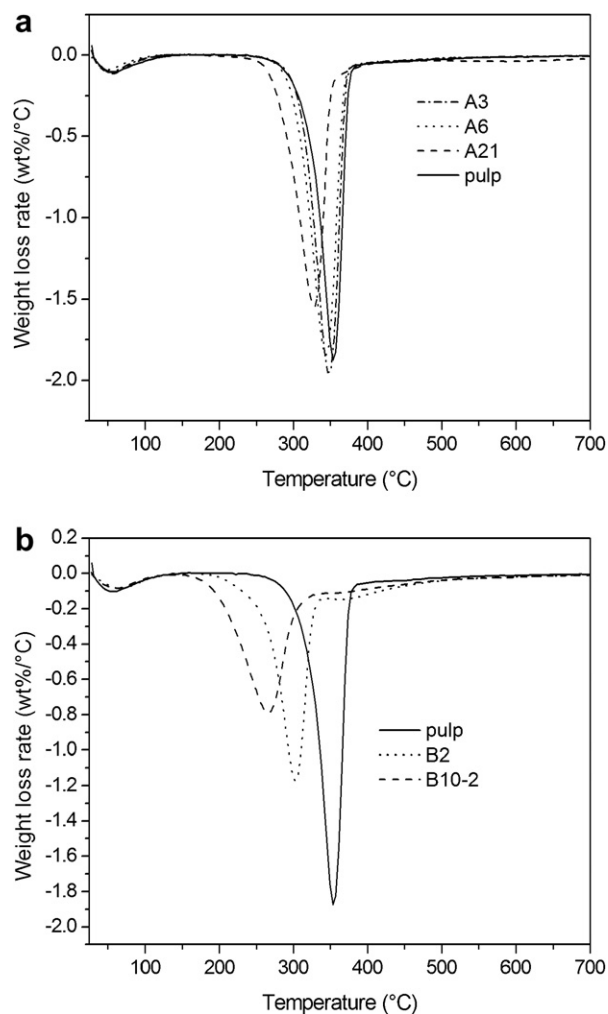 a
0.0
-0.5
-1.0
-1.5
-2.0
Weight loss rate (wt%/°C)
A3
A6
A21
pulp
100 200 300 400 500 600 700
Temperature (°C)
b
0.2
0.0
-0.2
-0.4
-0.6
-0.8
-1.0
-1.2
-1.4
-1.6
-1.8
-2.0
Weight loss rate (wt%/°C)
pulp
B2
B10-2
100 200 300 400 500 600 700
Temperature (°C)